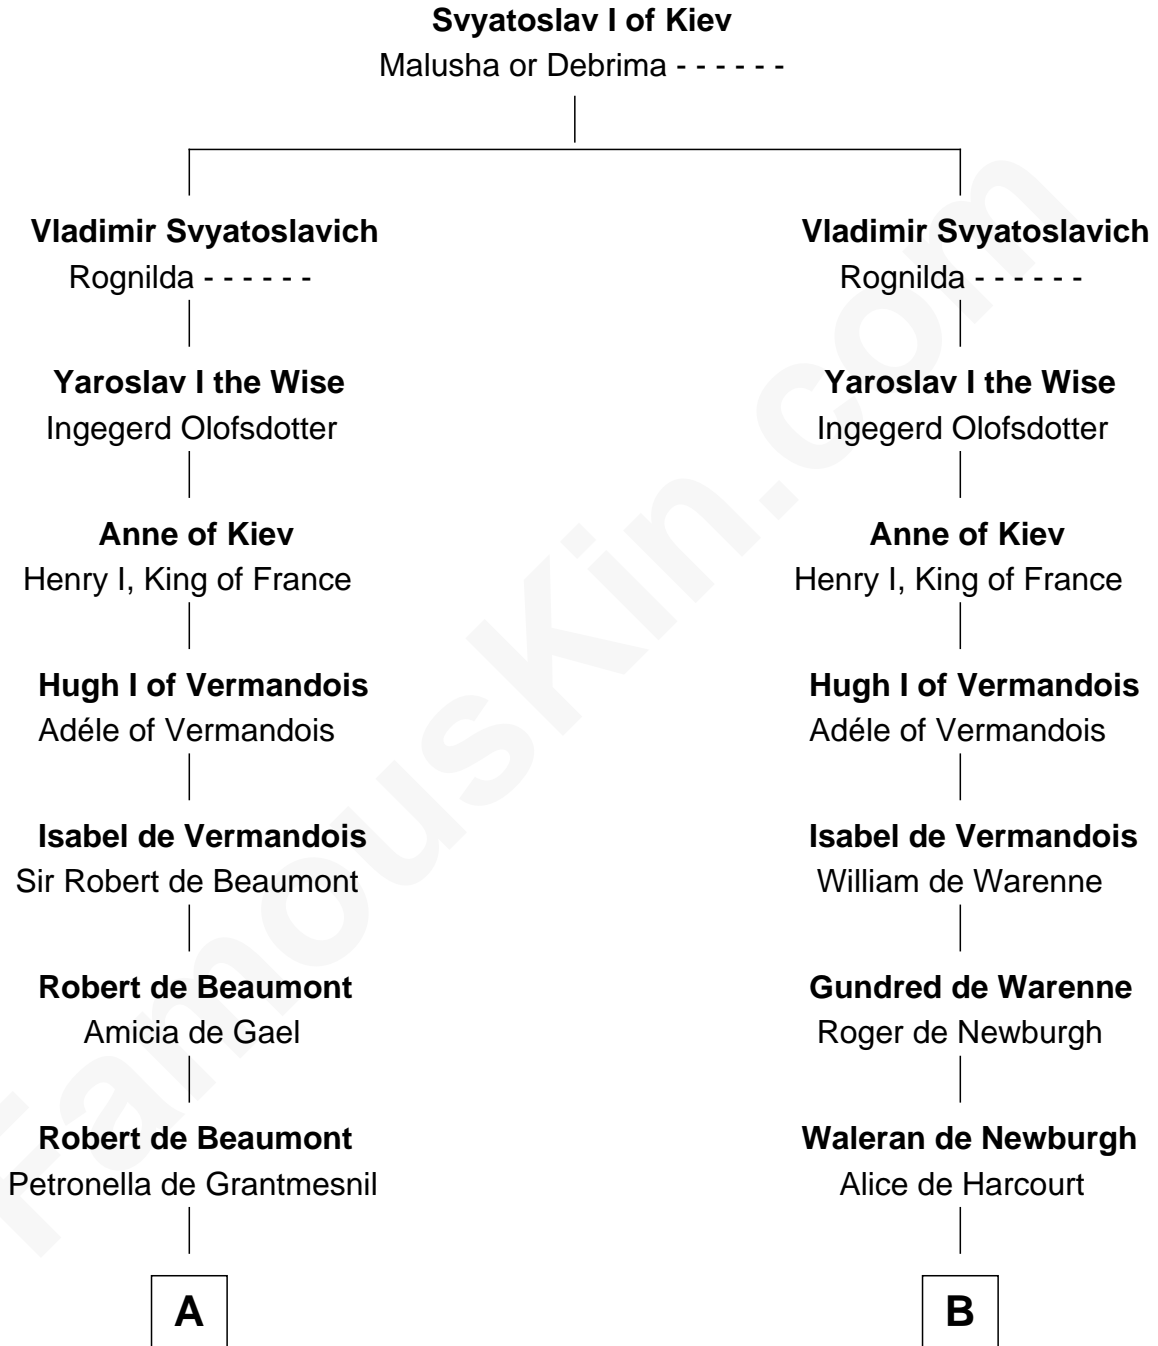 Svyatoslav I of Kiev
Malusha or Debrima - - - - - -
Vladimir Svyatoslavich
Rognilda - - - - - -
Yaroslav I the Wise
Ingegerd Olofsdotter
Anne of Kiev
Henry I, King of France
Hugh I of Vermandois
Adéle of Vermandois
Isabel de Vermandois
Sir Robert de Beaumont
Robert de Beaumont
Amicia de Gael
Robert de Beaumont
Petronella de Grantmesnil
A
Vladimir Svyatoslavich
Rognilda - - - - - -
Yaroslav I the Wise
Ingegerd Olofsdotter
Anne of Kiev
Henry I, King of France
Hugh I of Vermandois
Adéle of Vermandois
Isabel de Vermandois
William de Warenne
Gundred de Warenne
Roger de Newburgh
Waleran de Newburgh
Alice de Harcourt
B
FamousKin.com